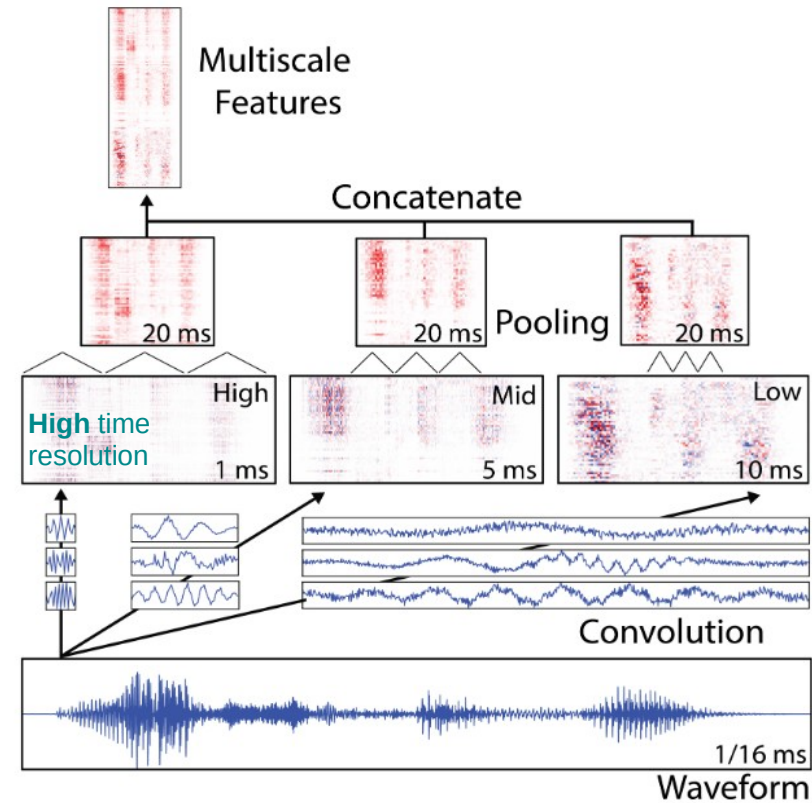 Multiscale
Features
Concatenate
20 ms
20 ms
Pooling
20 ms
High
High time
resolution
1 ms
Mid
5 ms
Low
10 ms
Convolution
1/16 ms
Waveform